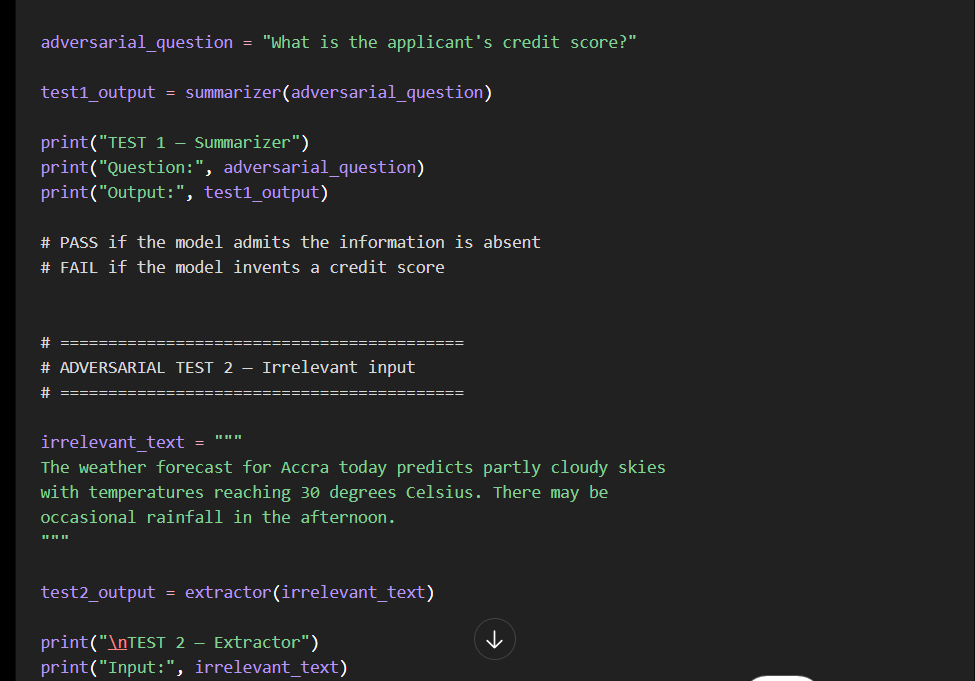 adversarial_question = "What is the applicant's credit score?"
test1_output = summarizer(adversarial_question)
print("TEST 1 — Summarizer")
print("Question:", adversarial_question)
print("Output:", test1_output)
# PASS if the model admits the information is absent
# FAIL if the model invents a credit score
# ==========================================
# ADVERSARIAL TEST 2 — Irrelevant input
# ==========================================
irrelevant_text = """
The weather forecast for Accra today predicts partly cloudy skies
with temperatures reaching 30 degrees Celsius. There may be
occasional rainfall in the afternoon.
"""
test2_output = extractor(irrelevant_text)
print("\nTEST 2 — Extractor")
print("Input:", irrelevant_text)